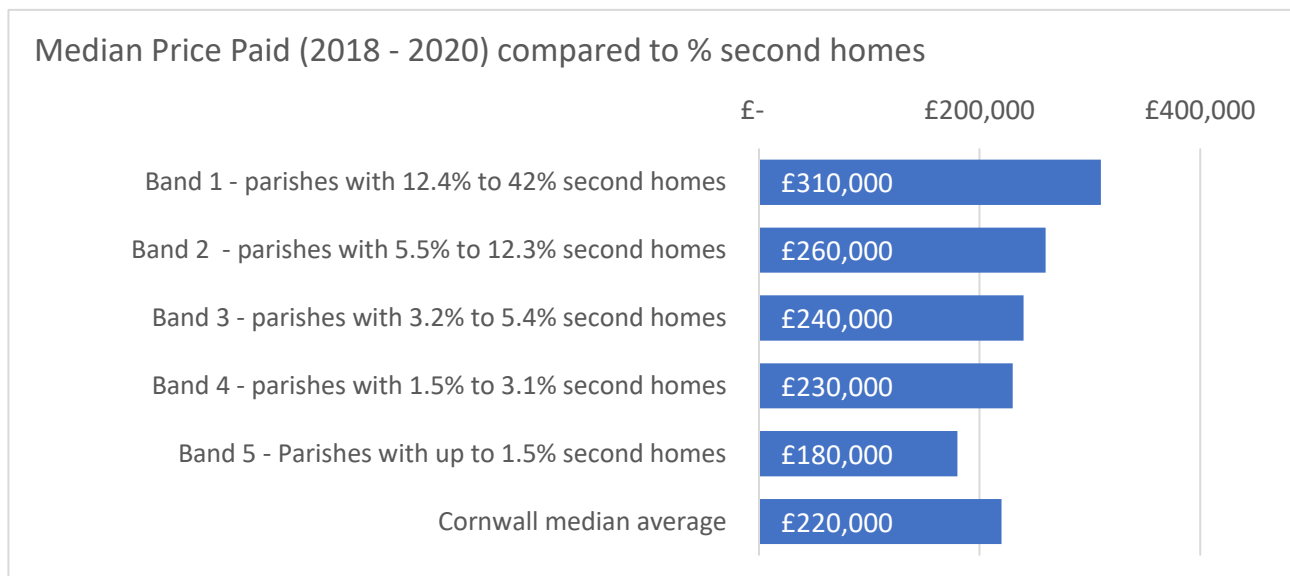 Median Price Paid (2018 - 2020) compared to % second homes
£- £200,000 £400,000
Band 1 - parishes with 12.4% to 42% second homes £310,000
Band 2  - parishes with 5.5% to 12.3% second homes £260,000
Band 3 - parishes with 3.2% to 5.4% second homes £240,000
Band 4 - parishes with 1.5% to 3.1% second homes £230,000
Band 5 - Parishes with up to 1.5% second homes £180,000
Cornwall median average £220,000